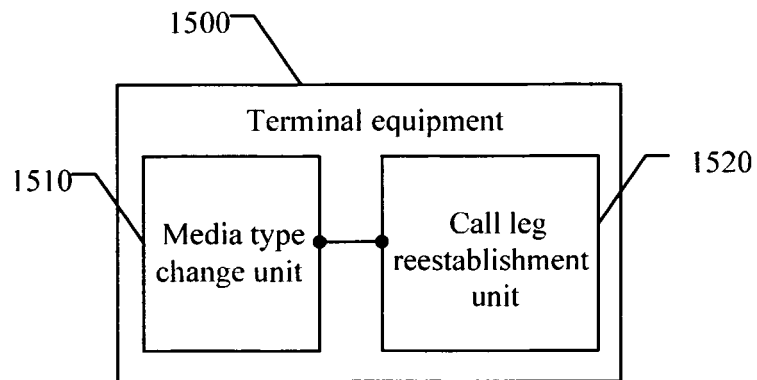 1500
Terminal equipment
1510
1520
Media type
change unit
Call leg
reestablishment
unit